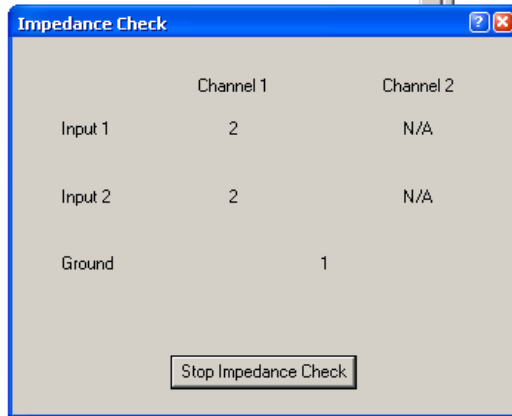 Impedance Check
Channel 1 Channel 2
Input 1 2 N/A
Input 2 2 N/A
Ground 1
Stop Impedance Check